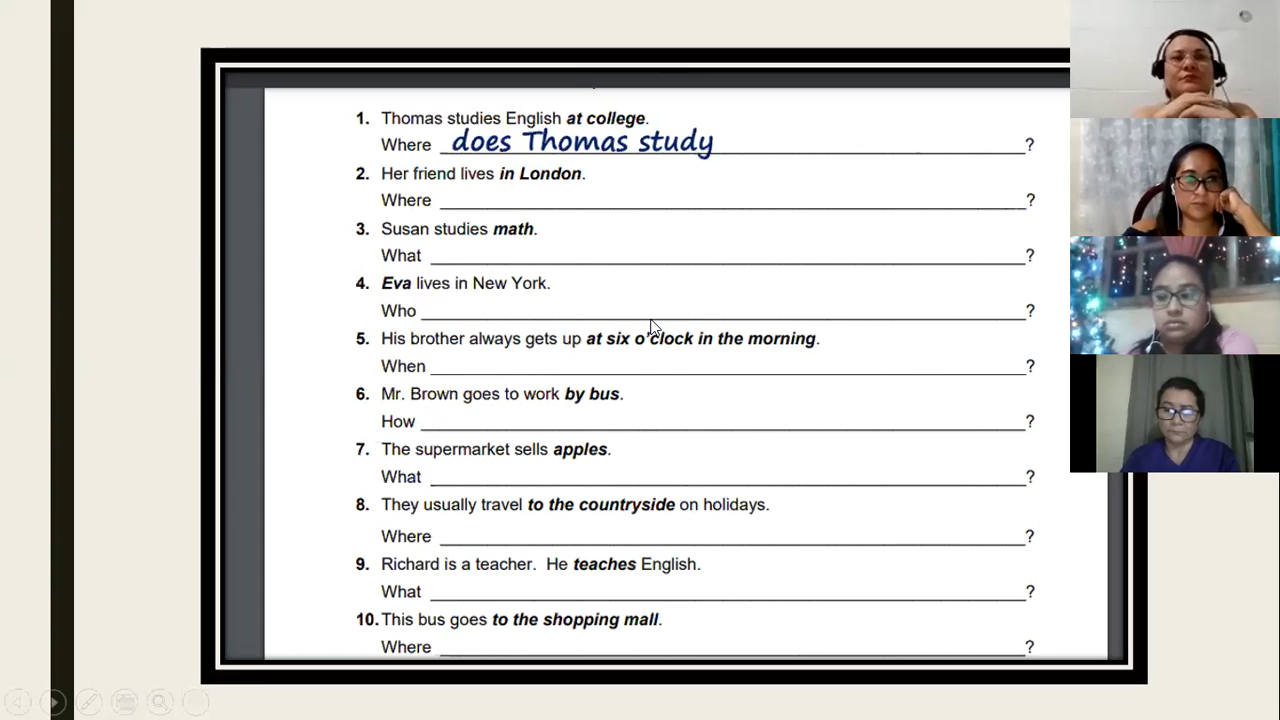 1. Thomas studies English at college.
Where does Thomas study ?
2. Her friend lives in London.
Where ?
3. Susan studies math.
What ?
4. Eva lives in New York.
Who ?
5. His brother always gets up at six o'clock in the morning.
When ?
6. Mr. Brown goes to work by bus.
How ?
7. The supermarket sells apples.
What ?
8. They usually travel to the countryside on holidays.
Where ?
9. Richard is a teacher. He teaches English.
What ?
10. This bus goes to the shopping mall.
Where ?